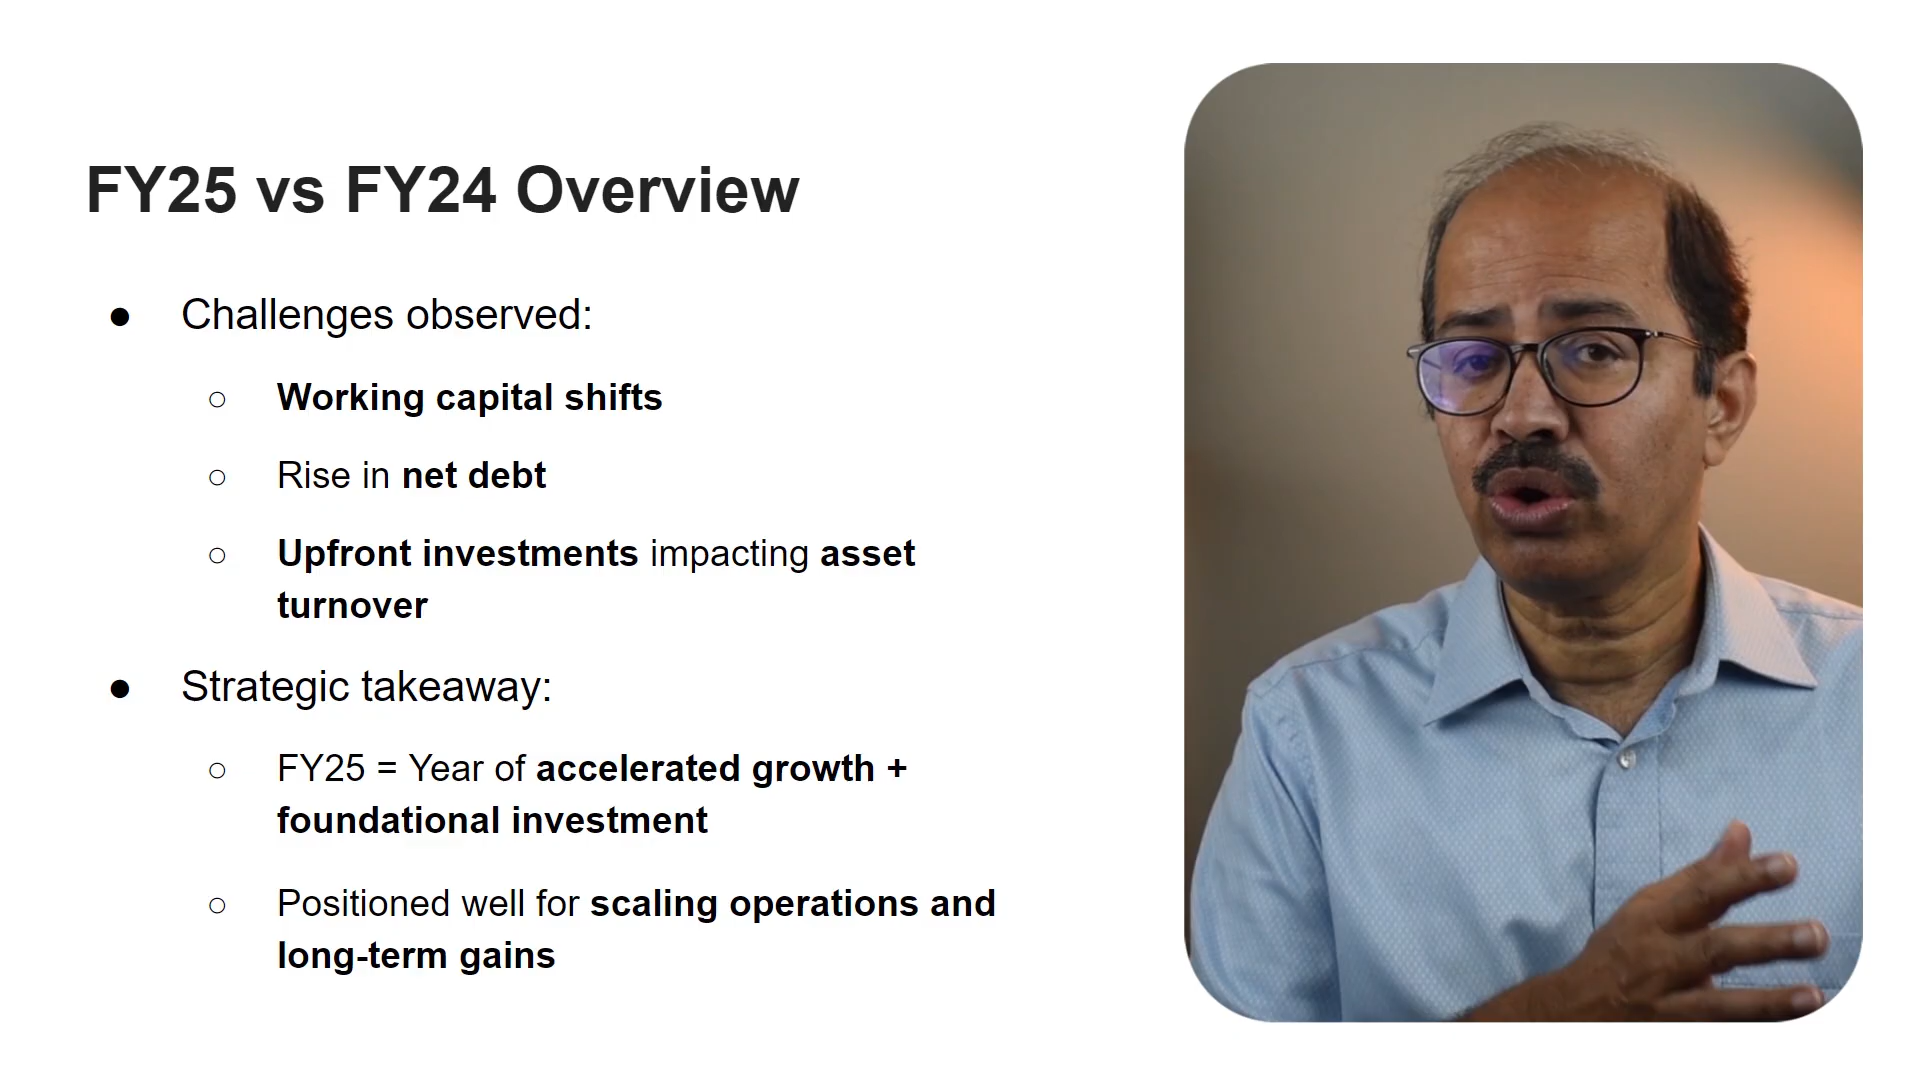 FY25 vs FY24 Overview
● Challenges observed:
○ Working capital shifts
○ Rise in net debt
○ Upfront investments impacting asset
turnover
● Strategic takeaway:
○ FY25 = Year of accelerated growth +
foundational investment
○ Positioned well for scaling operations and
long-term gains